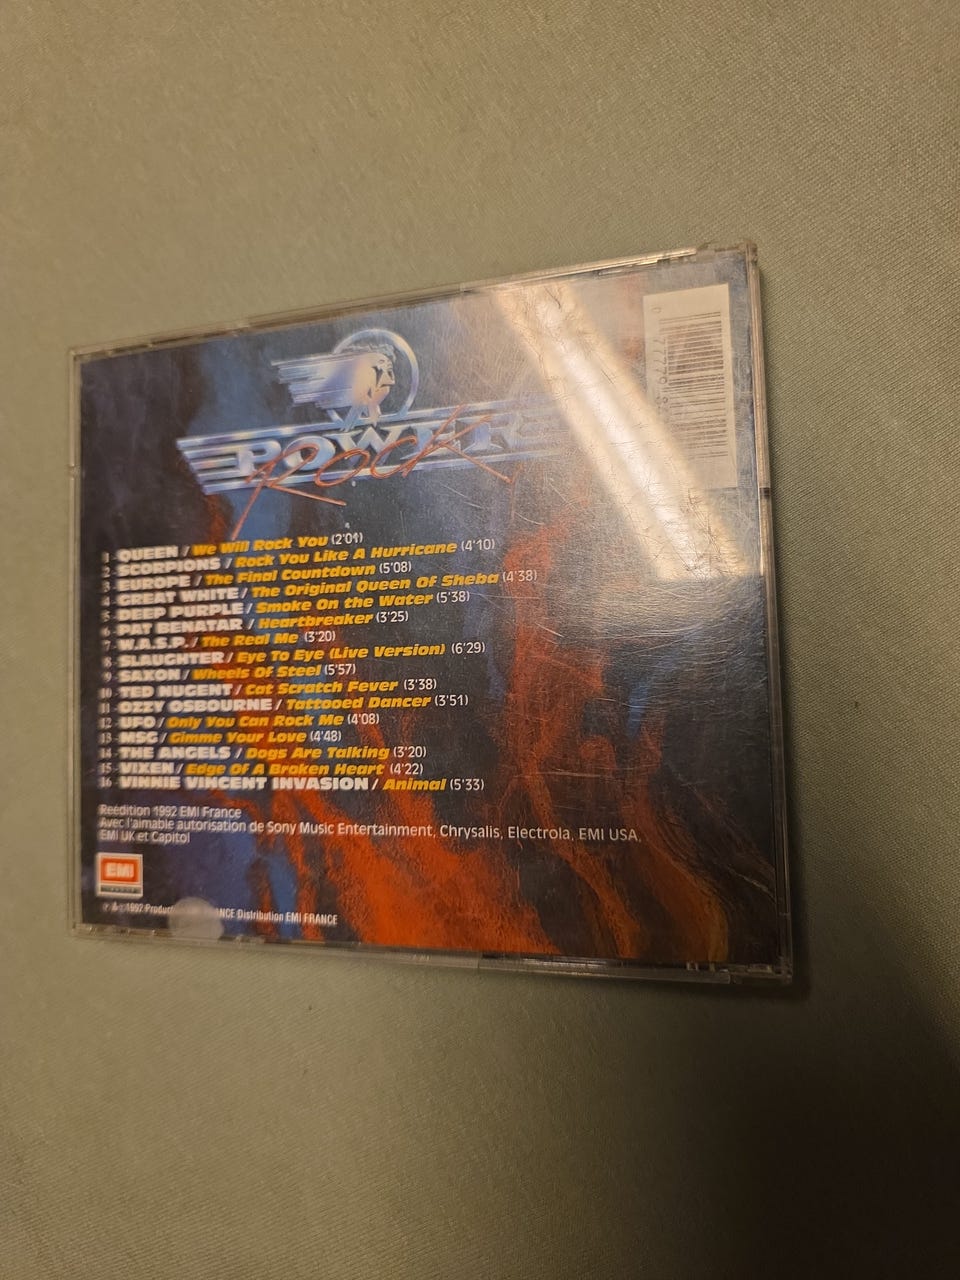 POWER
Rock
1 - QUEEN / We Will Rock You (2'01)
2 - SCORPIONS / Rock You Like A Hurricane (4'10)
3 - EUROPE / The Final Countdown (5'08)
4 - GREAT WHITE / The Original Queen Of Sheba (4'38)
5 - DEEP PURPLE / Smoke On the Water (5'38)
6 - PAT BENATAR / Heartbreaker (3'25)
7 - W.A.S.P. / The Real Me (3'20)
8 - SLAUGHTER / Eye To Eye (Live Version) (6'29)
9 - SAXON / Wheels Of Steel (5'57)
10 - TED NUGENT / Cat Scratch Fever (3'38)
11 - OZZY OSBOURNE / Tattooed Dancer (3'51)
12 - UFO / Only You Can Rock Me (4'08)
13 - MSG / Gimme Your Love (4'48)
14 - THE ANGELS / Dogs Are Talking (3'20)
15 - VIXEN / Edge Of A Broken Heart (4'22)
16 - VINNIE VINCENT INVASION / Animal (5'33)
Reédition 1992 EMI France
Avec l'aimable autorisation de Sony Music Entertainment, Chrysalis, Electrola, EMI USA,
EMI UK et Capitol
EMI
1992 Distribution EMI FRANCE